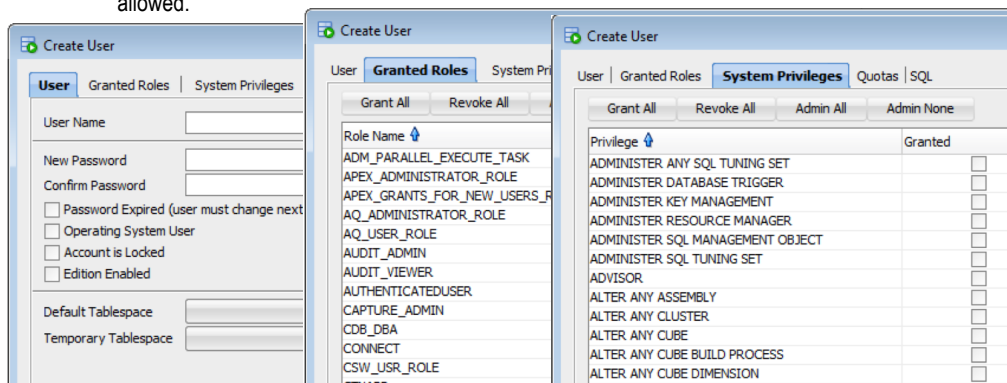 allowed.
Create User
User Granted Roles System Privileges
User Name
New Password
Confirm Password
Password Expired (user must change next
Operating System User
Account is Locked
Edition Enabled
Default Tablespace
Temporary Tablespace
Create User
User Granted Roles System Pri
Grant All Revoke All
Role Name
ADM_PARALLEL_EXECUTE_TASK
APEX_ADMINISTRATOR_ROLE
APEX_GRANTS_FOR_NEW_USERS_R
AQ_ADMINISTRATOR_ROLE
AQ_USER_ROLE
AUDIT_ADMIN
AUDIT_VIEWER
AUTHENTICATEDUSER
CAPTURE_ADMIN
CDB_DBA
CONNECT
CSW_USR_ROLE
Create User
User Granted Roles System Privileges Quotas SQL
Grant All Revoke All Admin All Admin None
Privilege Granted
ADMINISTER ANY SQL TUNING SET
ADMINISTER DATABASE TRIGGER
ADMINISTER KEY MANAGEMENT
ADMINISTER RESOURCE MANAGER
ADMINISTER SQL MANAGEMENT OBJECT
ADMINISTER SQL TUNING SET
ADVISOR
ALTER ANY ASSEMBLY
ALTER ANY CLUSTER
ALTER ANY CUBE
ALTER ANY CUBE BUILD PROCESS
ALTER ANY CUBE DIMENSION